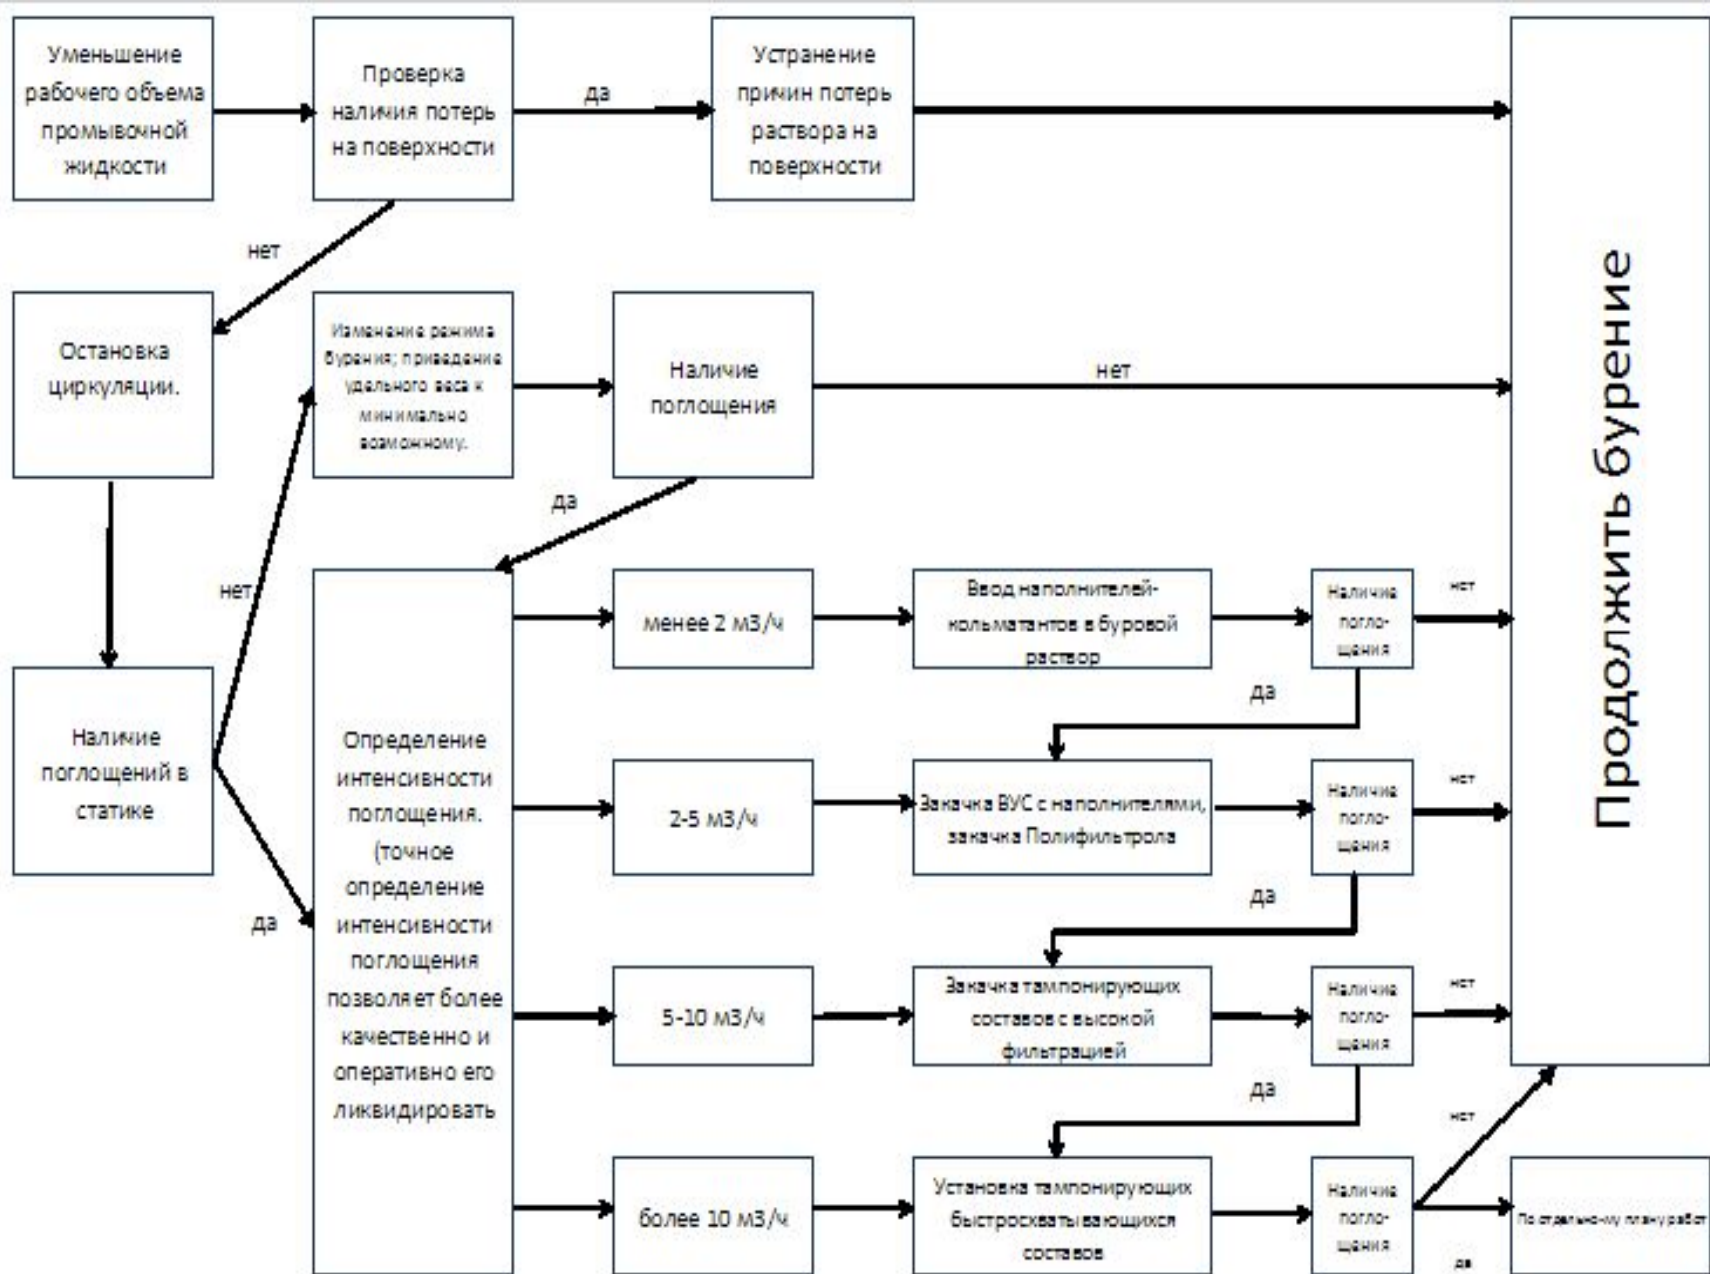 Уменьшение
рабочего объема
промывочной
жидкости
Проверка
наличия потерь
на поверхности
да
Устранение
причин потерь
раствора на
поверхности
нет
Остановка
циркуляции.
Изменение режима
бурения; приведение
удельного веса к
минимально
возможному.
Наличие
поглощения
нет
да
нет
Наличие
поглощений в
статике
да
Определение
интенсивности
поглощения.
(точное
определение
интенсивности
поглощения
позволяет более
качественно и
оперативно его
ликвидировать
менее 2 м3/ч
Ввод наполнителей-
кольматантов в буровой
раствор
Наличие
погло-
щения
нет
да
2-5 м3/ч
Закачка ВУС с наполнителями,
закачка Полифильтрола
Наличие
погло-
щения
нет
да
5-10 м3/ч
Закачка тампонирующих
составов с высокой
фильтрацией
Наличие
погло-
щения
нет
да
более 10 м3/ч
Установка тампонирующих
быстросхватывающихся
составов
Наличие
погло-
щения
нет
да
По отдельно-му плану работ
Продолжить бурение